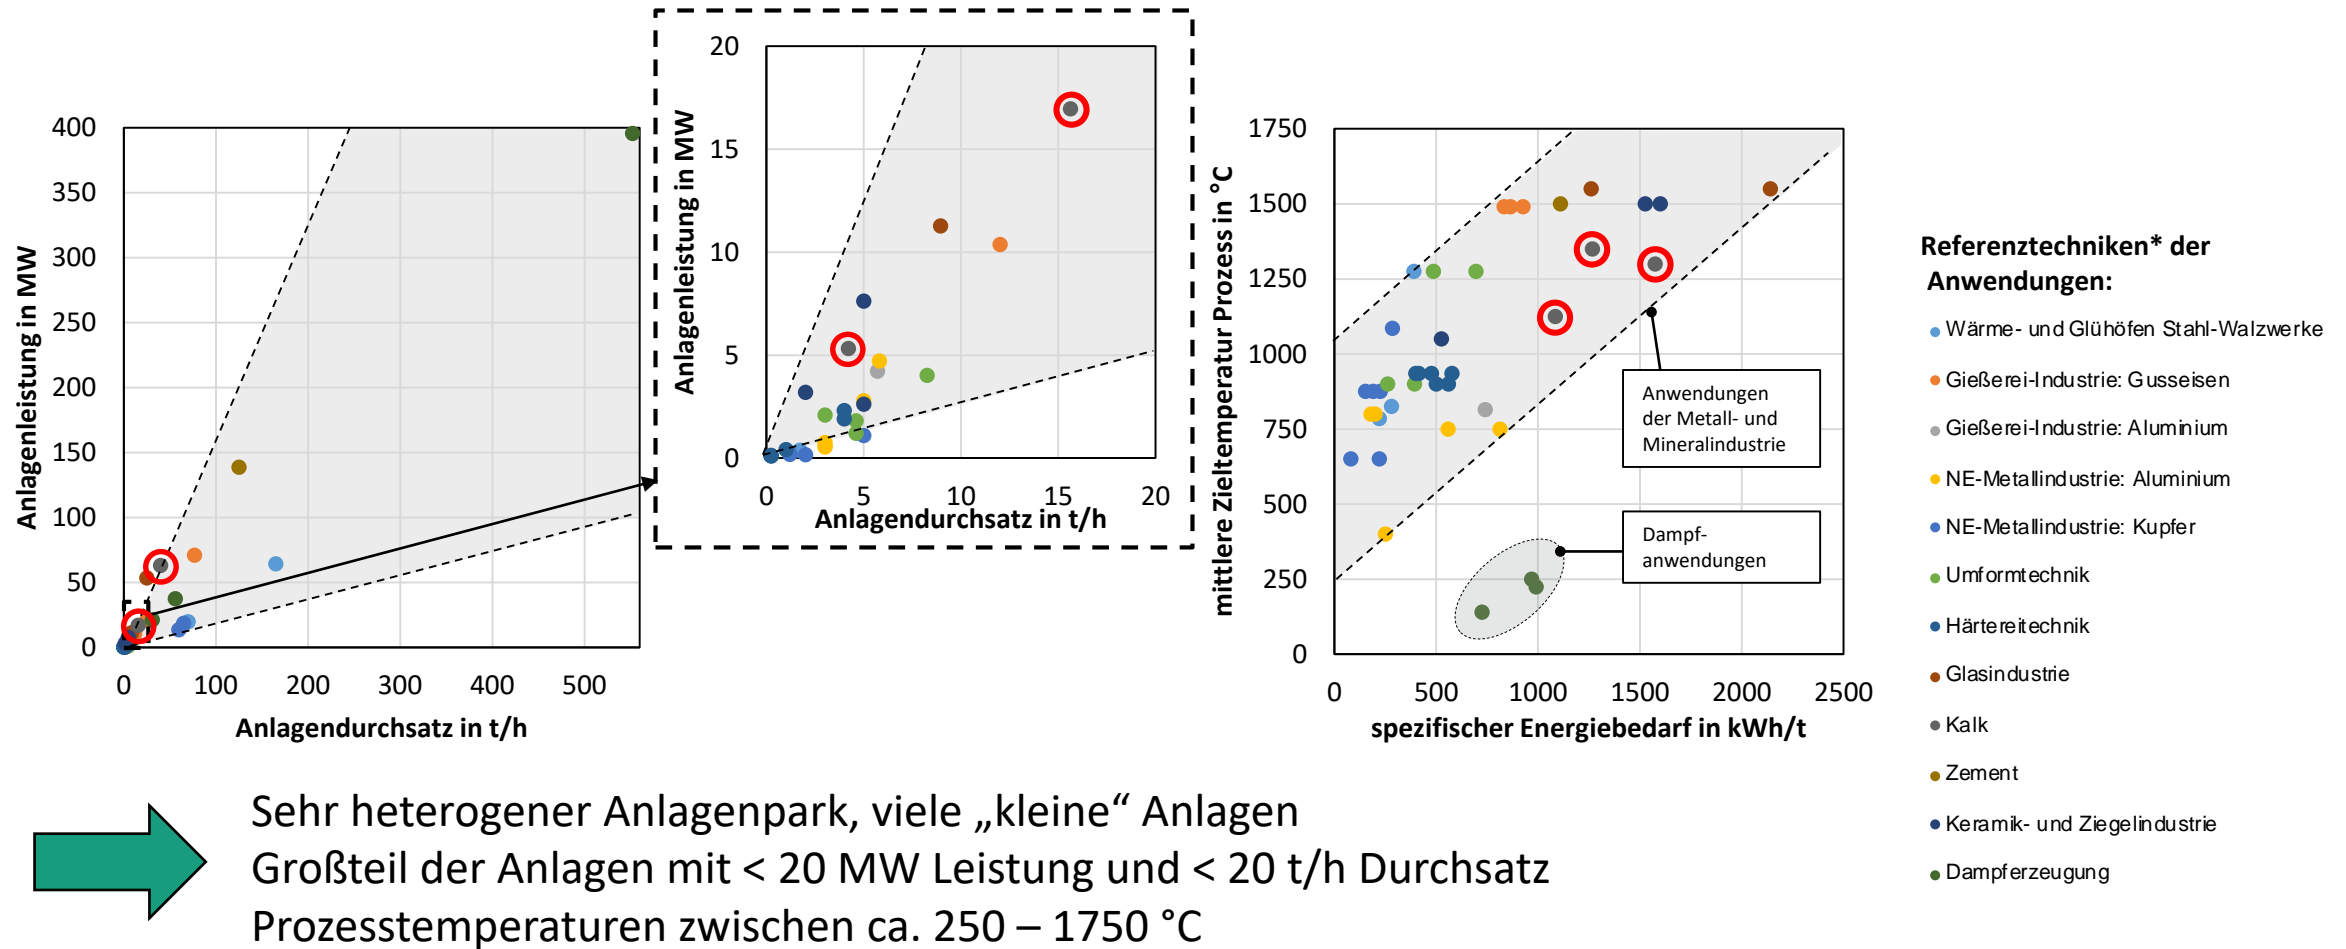 400
350
300
250
200
150
100
50
0
0 100 200 300 400 500
Anlagenleistung in MW
Anlagendurchsatz in t/h
20
15
10
5
0
0 5 10 15 20
Anlagenleistung in MW
Anlagendurchsatz in t/h
1750
1500
1250
1000
750
500
250
0
0 500 1000 1500 2000 2500
mittlere Zieltemperatur Prozess in °C
spezifischer Energiebedarf in kWh/t
Anwendungen
der Metall- und
Mineralindustrie
Dampf-
anwendungen
Referenztechniken* der
Anwendungen:
Wärme- und Glühöfen Stahl-Walzwerke
Gießerei-Industrie: Gusseisen
Gießerei-Industrie: Aluminium
NE-Metallindustrie: Aluminium
NE-Metallindustrie: Kupfer
Umformtechnik
Härtereitechnik
Glasindustrie
Kalk
Zement
Keramik- und Ziegelindustrie
Dampferzeugung
Sehr heterogener Anlagenpark, viele „kleine“ Anlagen
Großteil der Anlagen mit < 20 MW Leistung und < 20 t/h Durchsatz
Prozesstemperaturen zwischen ca. 250 – 1750 °C